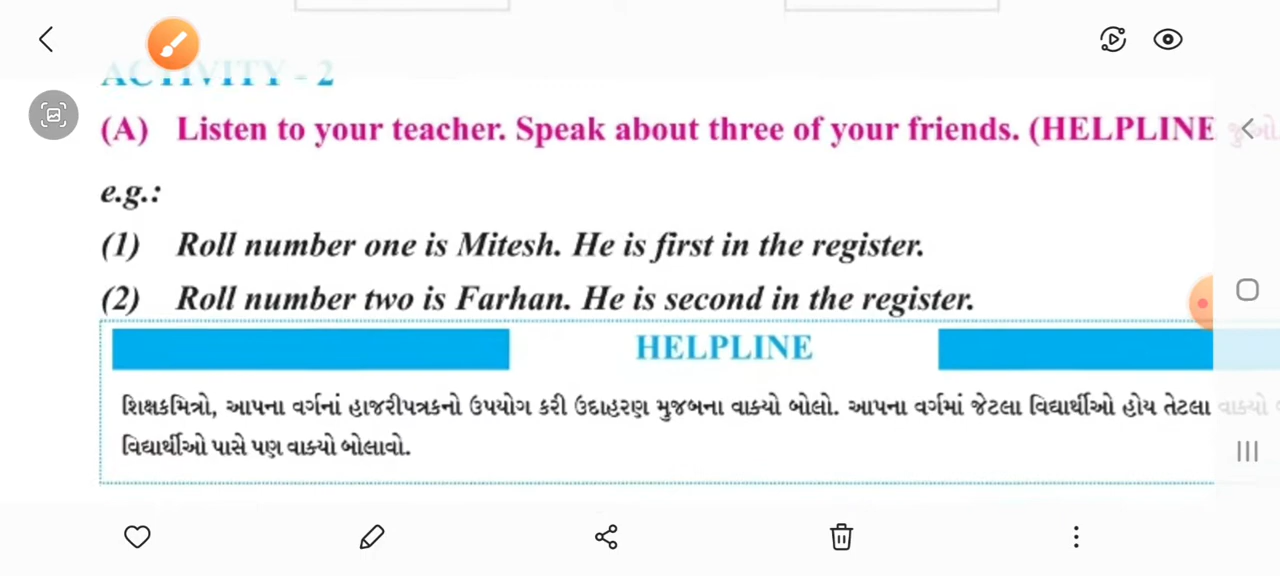 ACTIVITY - 2
(A) Listen to your teacher. Speak about three of your friends. (HELPLINE જુઓ
e.g.:
(1) Roll number one is Mitesh. He is first in the register.
(2) Roll number two is Farhan. He is second in the register.
HELPLINE
શિક્ષકમિત્રો, આપના વર્ગનાં હાજરીપત્રકનો ઉપયોગ કરી ઉદાહરણ મુજબના વાક્યો બોલો. આપના વર્ગમાં જેટલા વિદ્યાર્થીઓ હોય તેટલા વાક્યો
વિદ્યાર્થીઓ પાસે પણ વાક્યો બોલાવો.